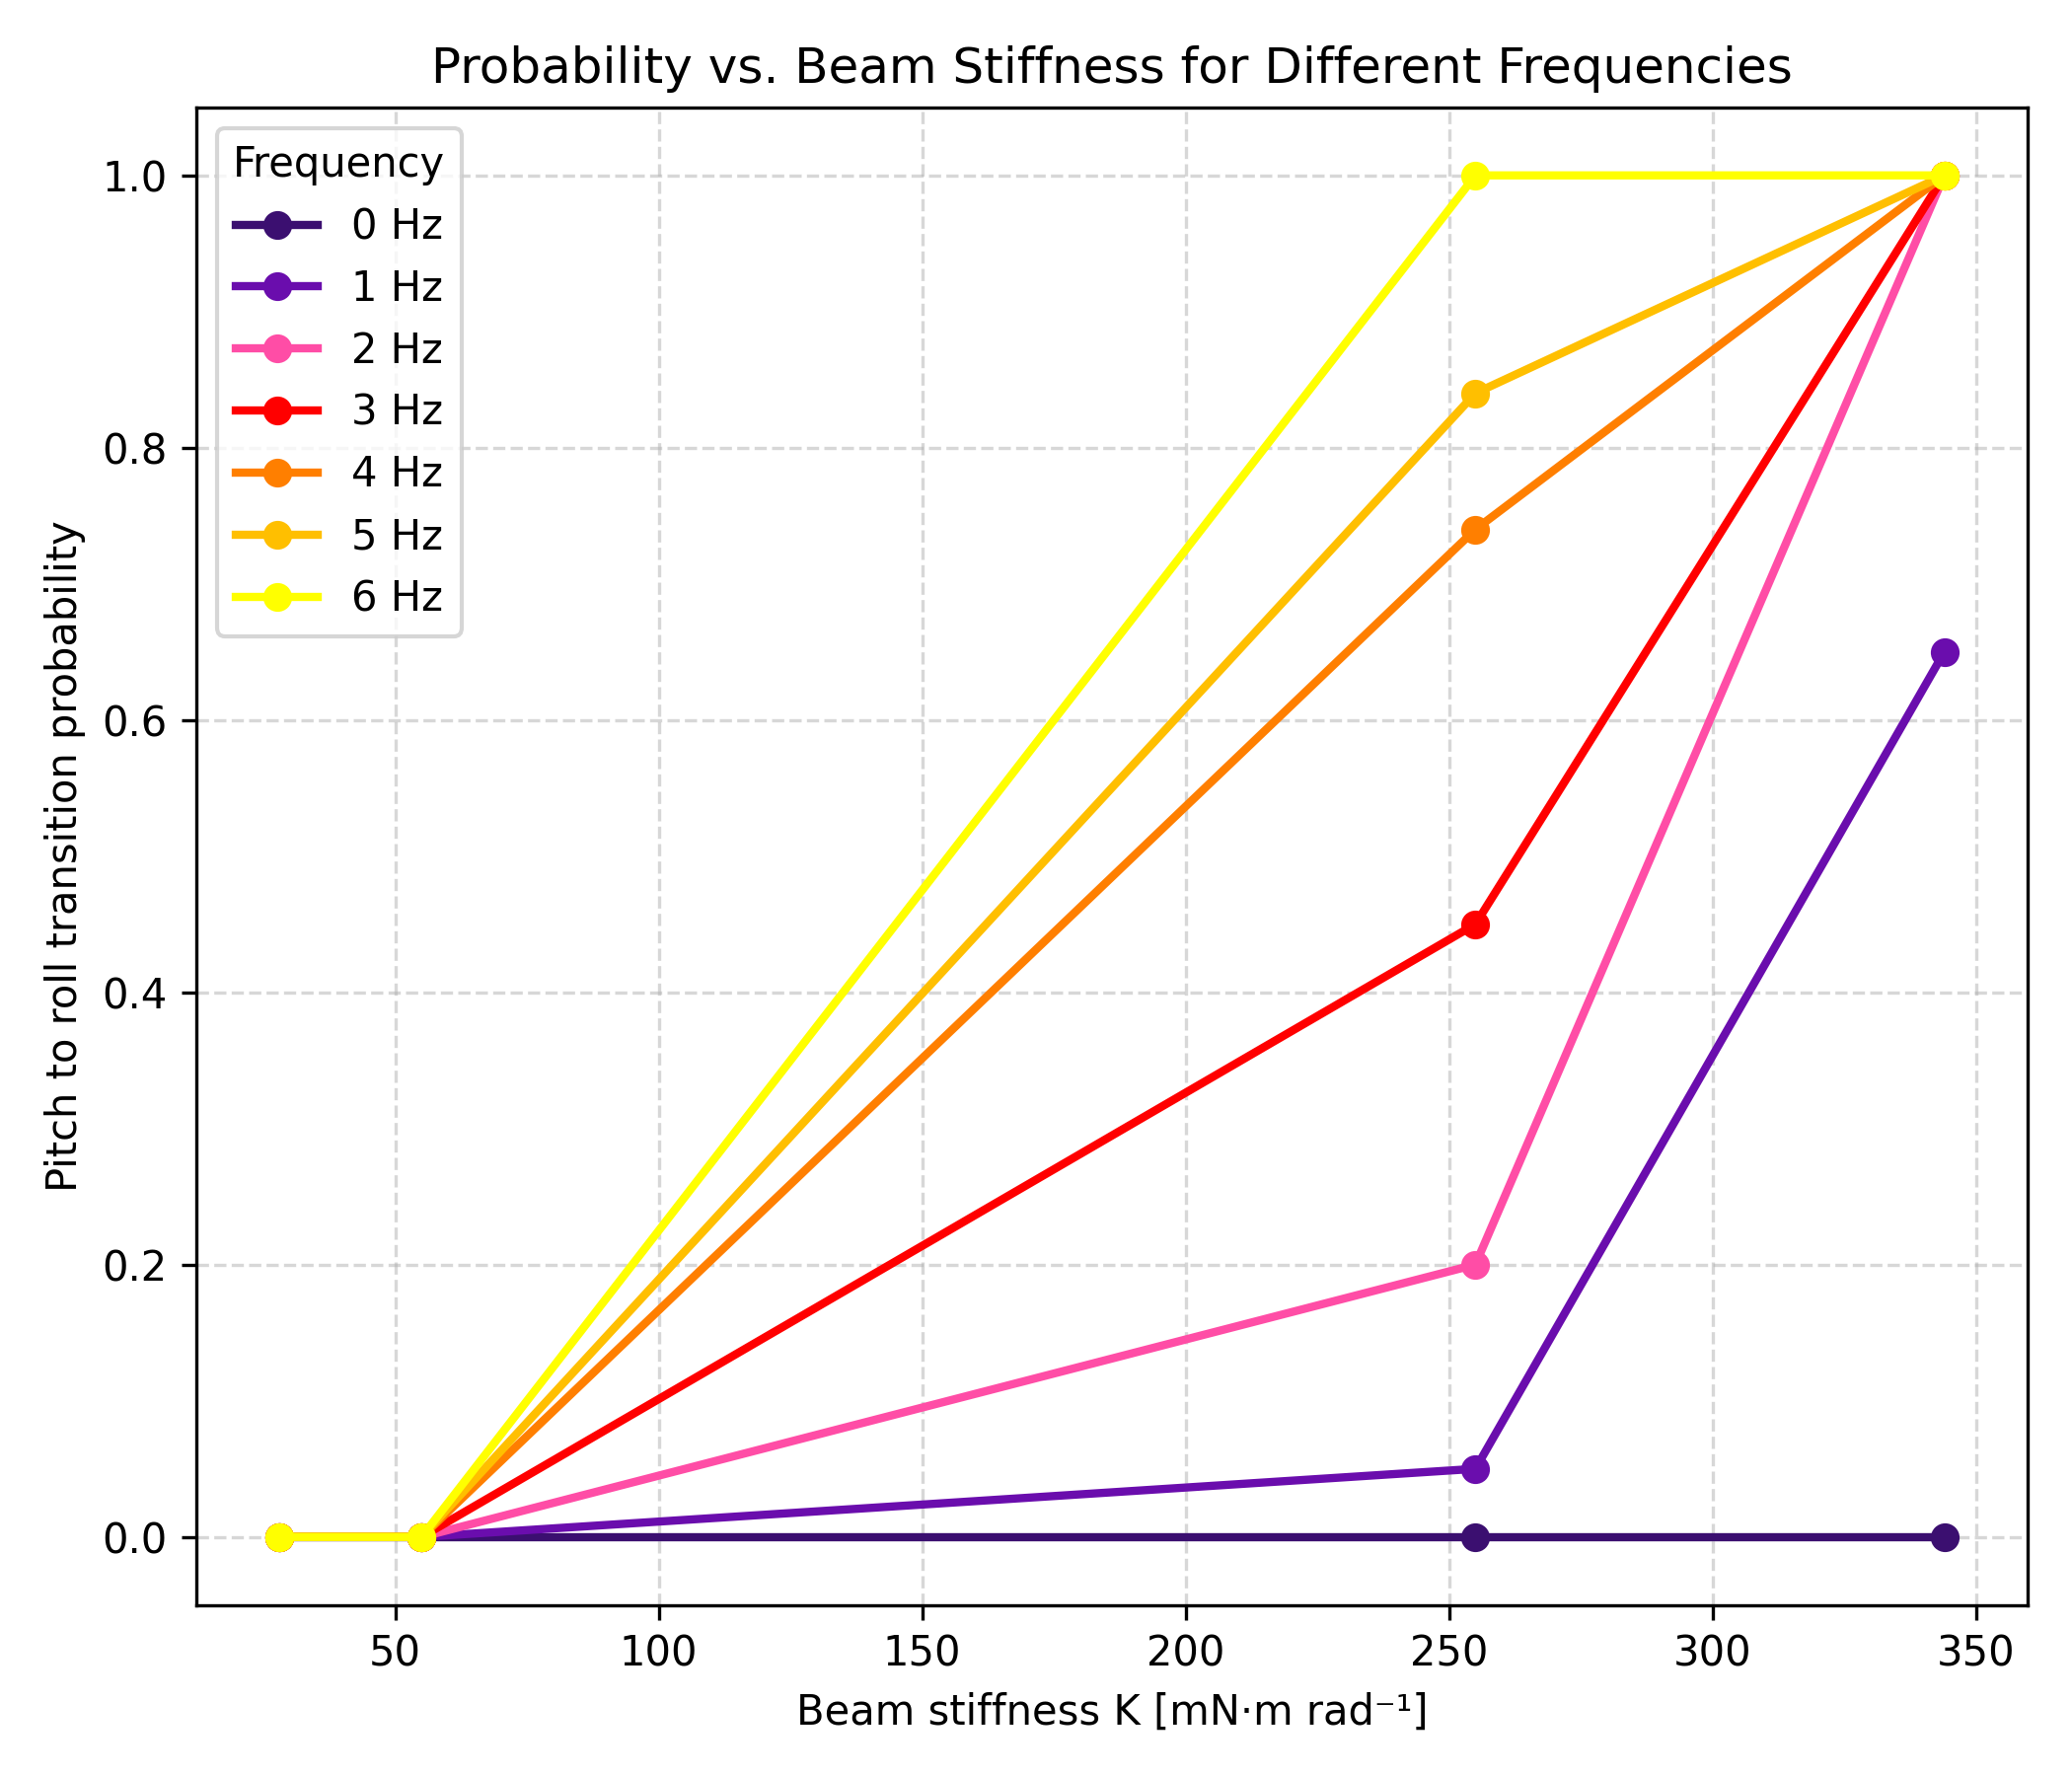 Probability vs. Beam Stiffness for Different Frequencies
Frequency
0 Hz
1 Hz
2 Hz
3 Hz
4 Hz
5 Hz
6 Hz
Pitch to roll transition probability
1.0
0.8
0.6
0.4
0.2
0.0
50 100 150 200 250 300 350
Beam stiffness K [mN·m rad⁻¹]